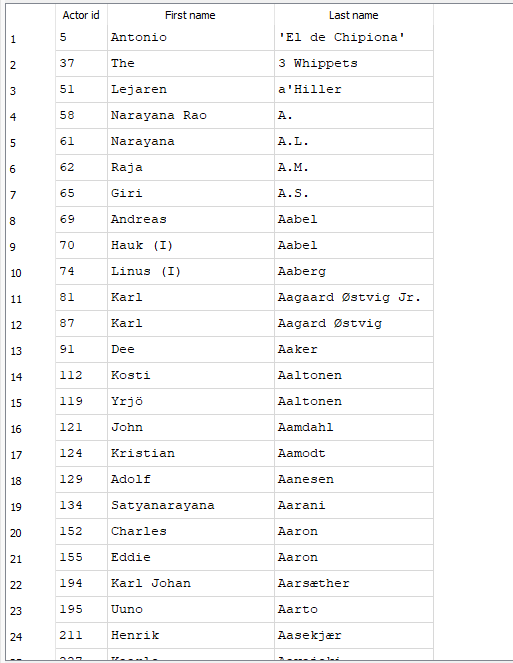 Actor id First name Last name
1 5 Antonio 'El de Chipiona'
2 37 The 3 Whippets
3 51 Lejaren a'Hiller
4 58 Narayana Rao A.
5 61 Narayana A.L.
6 62 Raja A.M.
7 65 Giri A.S.
8 69 Andreas Aabel
9 70 Hauk (I) Aabel
10 74 Linus (I) Aaberg
11 81 Karl Aagaard Østvig Jr.
12 87 Karl Aagard Østvig
13 91 Dee Aaker
14 112 Kosti Aaltonen
15 119 Yrjö Aaltonen
16 121 John Aamdahl
17 124 Kristian Aamodt
18 129 Adolf Aanesen
19 134 Satyanarayana Aarani
20 152 Charles Aaron
21 155 Eddie Aaron
22 194 Karl Johan Aarsæther
23 195 Uuno Aarto
24 211 Henrik Aasekjær